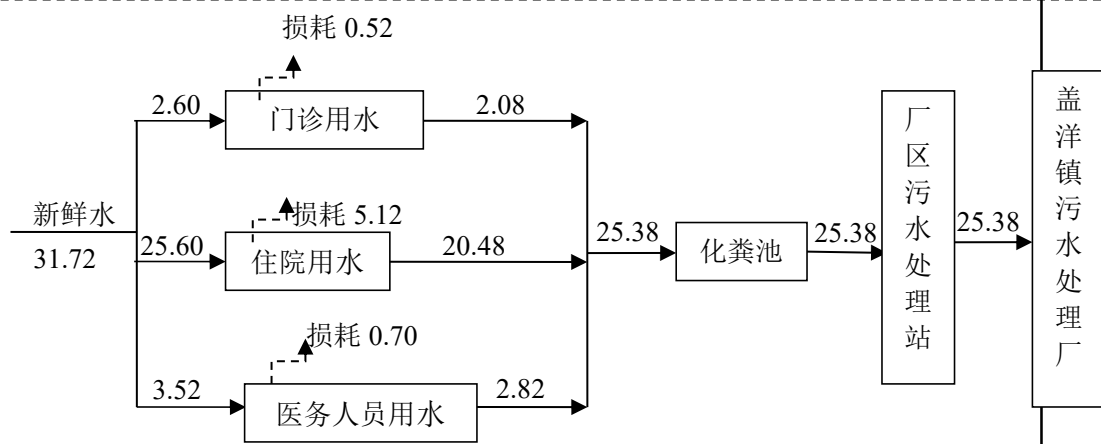 损耗 0.52
2.60
门诊用水
2.08
新鲜水
31.72
损耗 5.12
25.60
住院用水
20.48
25.38
化粪池
25.38
厂区污水处理站
25.38
盖洋镇污水处理厂
损耗 0.70
3.52
医务人员用水
2.82